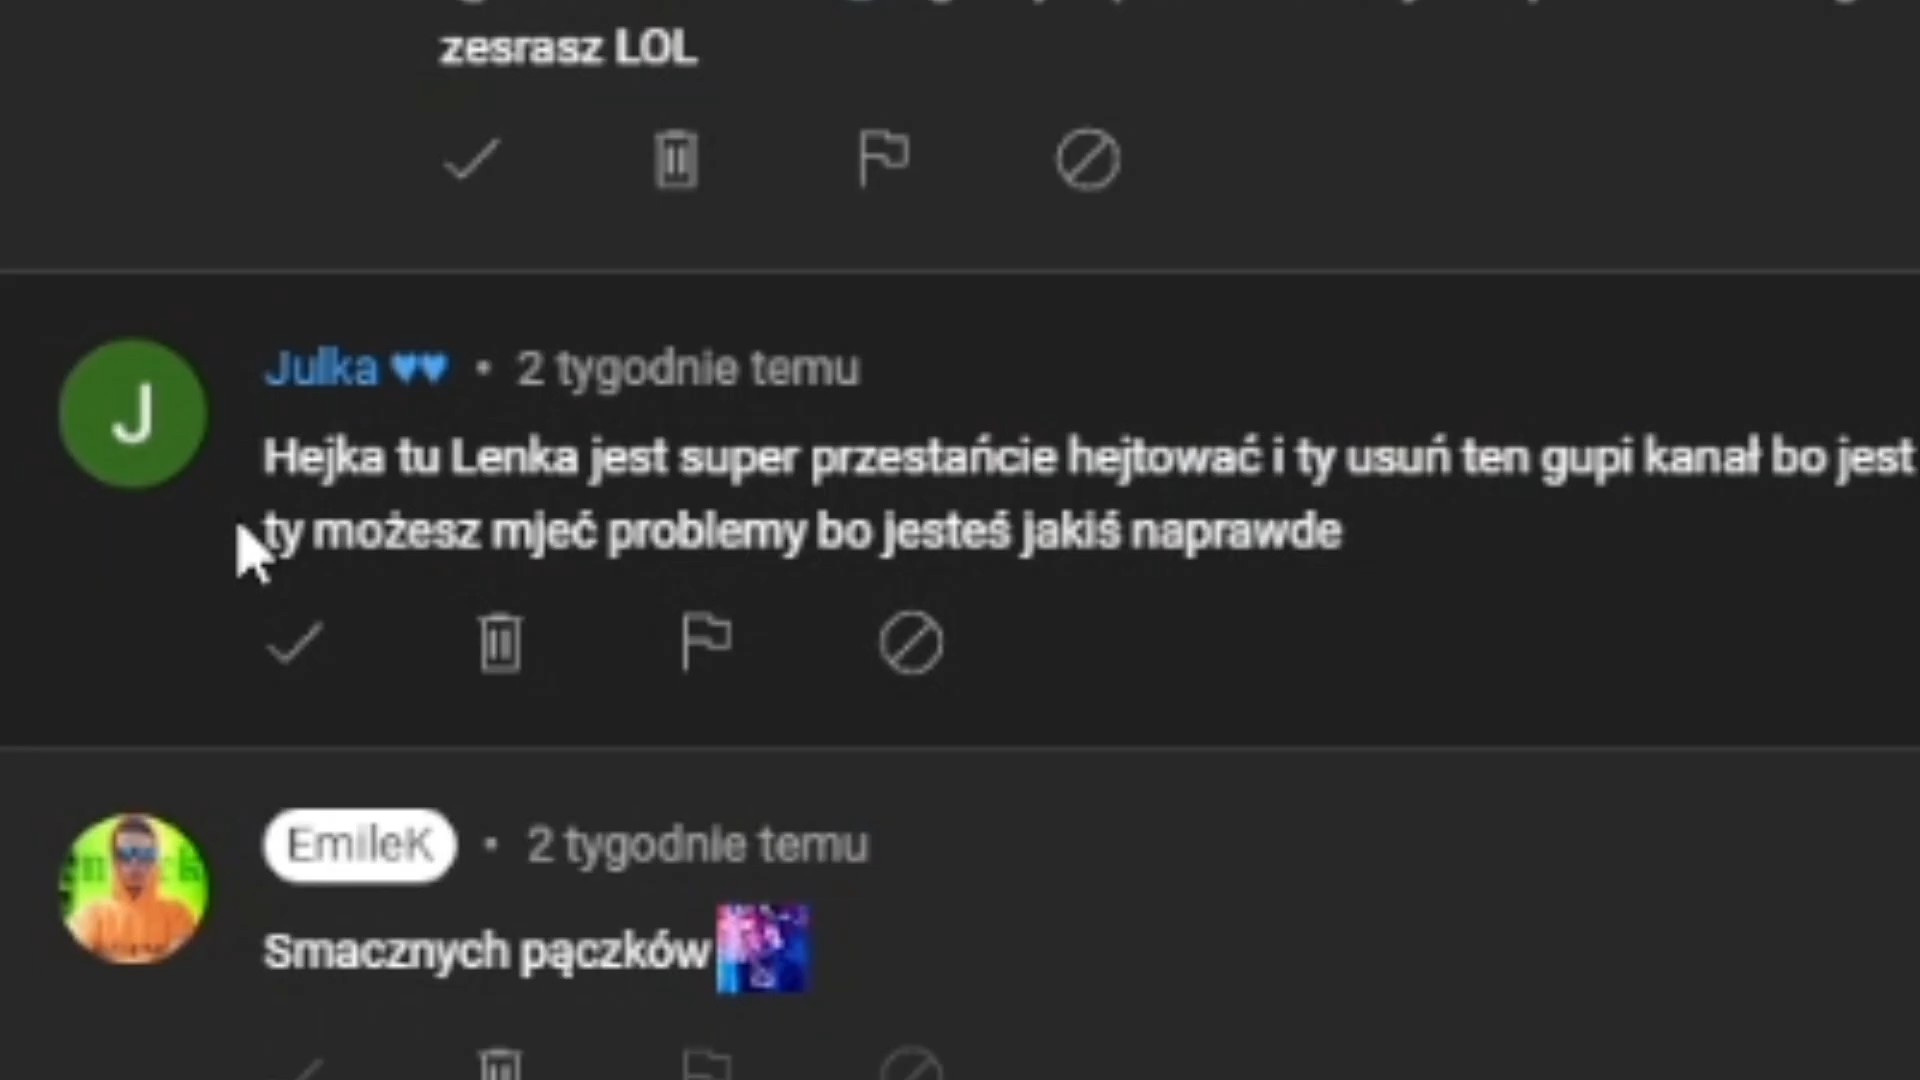 zesrasz LOL
J
Julka ♥♥ • 2 tygodnie temu
Hejka tu Lenka jest super przestańcie hejtować i ty usuń ten gupi kanał bo jest
ty możesz mjeć problemy bo jesteś jakiś naprawde
EmileK • 2 tygodnie temu
Smacznych pączków